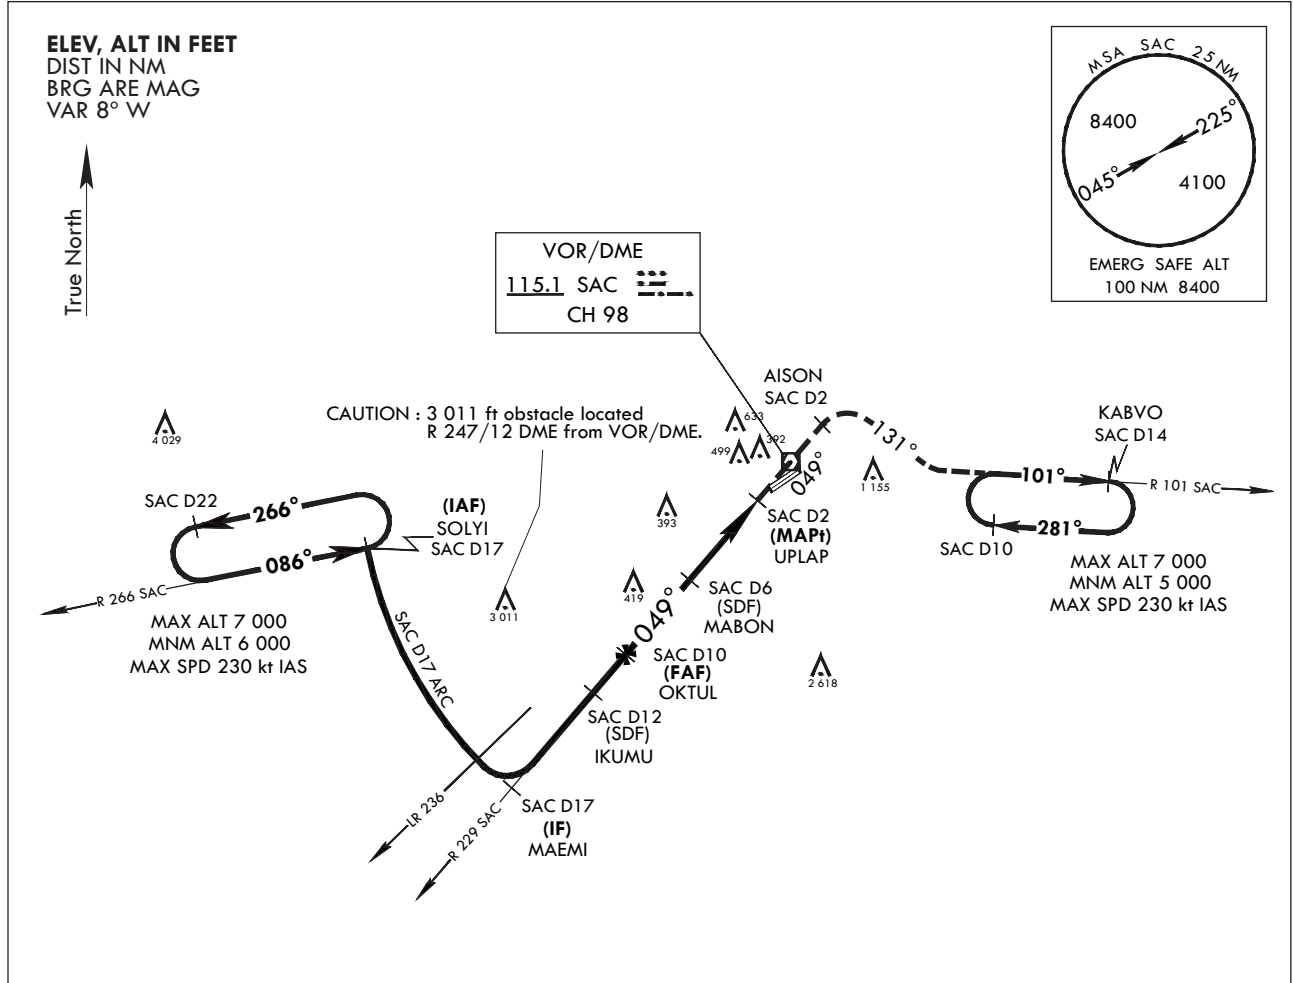 ELEV, ALT IN FEET
DIST IN NM
BRG ARE MAG
VAR 8° W
True North
MSA SAC 25 NM
8400
225°
045°
4100
EMERG SAFE ALT
100 NM 8400
VOR/DME
115.1 SAC
CH 98
AISON
SAC D2
CAUTION : 3 011 ft obstacle located
R 247/12 DME from VOR/DME.
4 029
633
392
499
393
419
3 011
1 155
2 618
131°
KABVO
SAC D14
101°
R 101 SAC
281°
SAC D10
MAX ALT 7 000
MNM ALT 5 000
MAX SPD 230 kt IAS
SAC D22
266°
(IAF)
SOLYI
SAC D17
086°
R 266 SAC
MAX ALT 7 000
MNM ALT 6 000
MAX SPD 230 kt IAS
049°
SAC D2
(MAPt)
UPLAP
SAC D6
(SDF)
MABON
049°
SAC D10
(FAF)
OKTUL
SAC D17 ARC
SAC D12
(SDF)
IKUMU
LR 236
R 229 SAC
SAC D17
(IF)
MAEMI